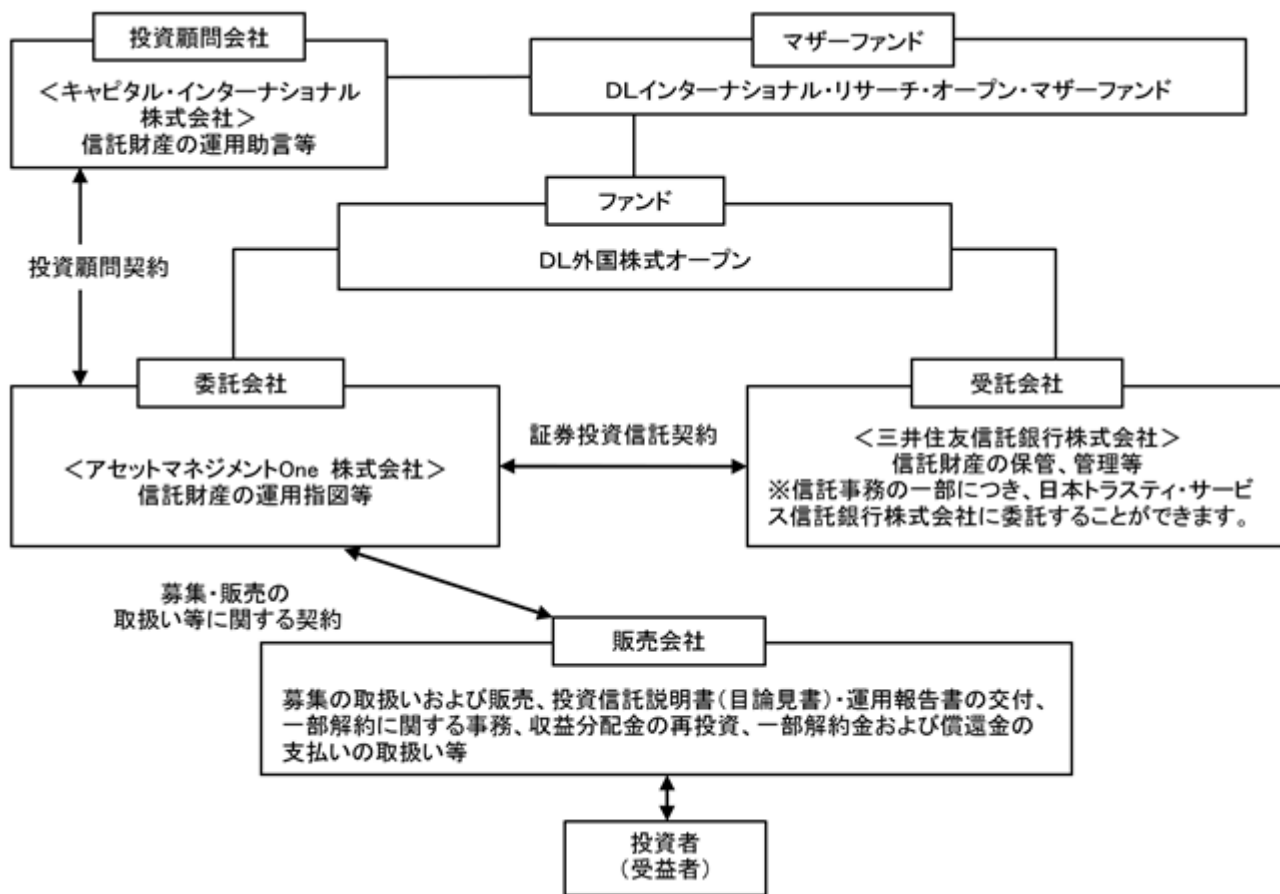 投資顧問会社
<キャピタル・インターナショナル
株式会社>
信託財産の運用助言等
マザーファンド
DLインターナショナル・リサーチ・オープン・マザーファンド
ファンド
DL外国株式オープン
投資顧問契約
委託会社
<アセットマネジメントOne 株式会社>
信託財産の運用指図等
証券投資信託契約
受託会社
<三井住友信託銀行株式会社>
信託財産の保管、管理等
※信託事務の一部につき、日本トラスティ・サービ
ス信託銀行株式会社に委託することができます。
募集・販売の
取扱い等に関する契約
販売会社
募集の取扱いおよび販売、投資信託説明書(目論見書)・運用報告書の交付、
一部解約に関する事務、収益分配金の再投資、一部解約金および償還金の
支払いの取扱い等
投資者
(受益者)